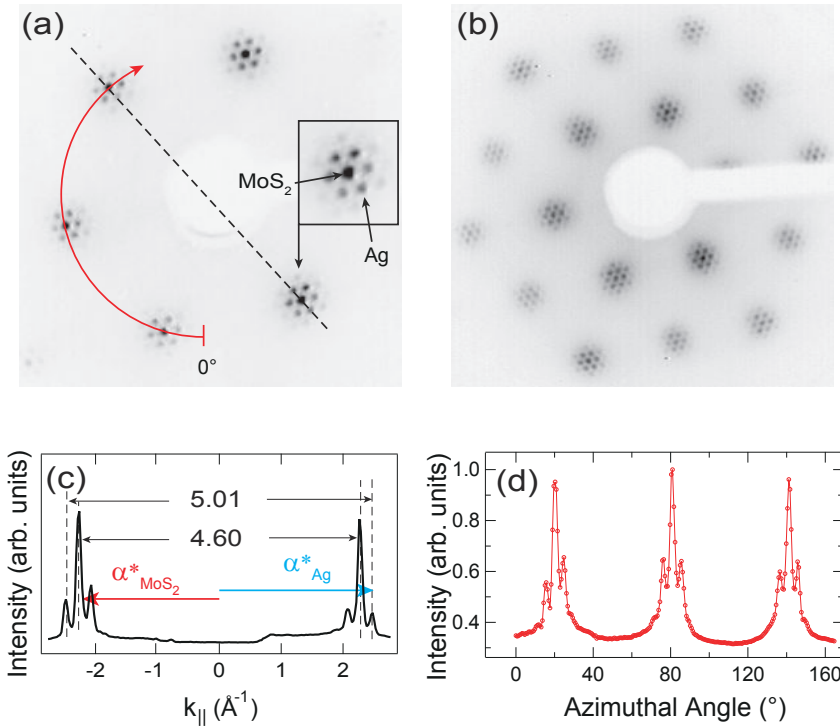 (a)
MoS₂
Ag
0°
(b)
(c)
Intensity (arb. units)
5.01
4.60
α*MoS₂
α*Ag
-2 -1 0 1 2
k|| (Å⁻¹)
(d)
Intensity (arb. units)
1.0
0.8
0.6
0.4
0 40 80 120 160
Azimuthal Angle (°)